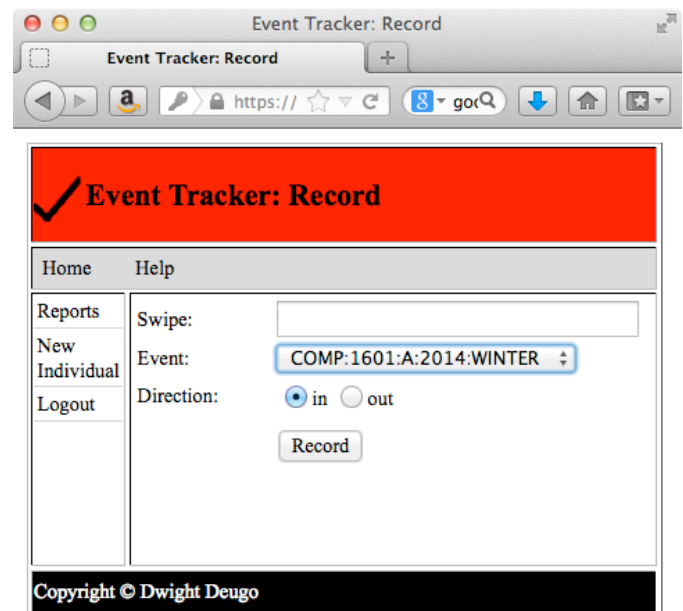 Event Tracker: Record
Event Tracker: Record
https://
goo
Event Tracker: Record
Home Help
Reports
New
Individual
Logout
Swipe:
Event: COMP:1601:A:2014:WINTER
Direction: in out
Record
Copyright © Dwight Deugo